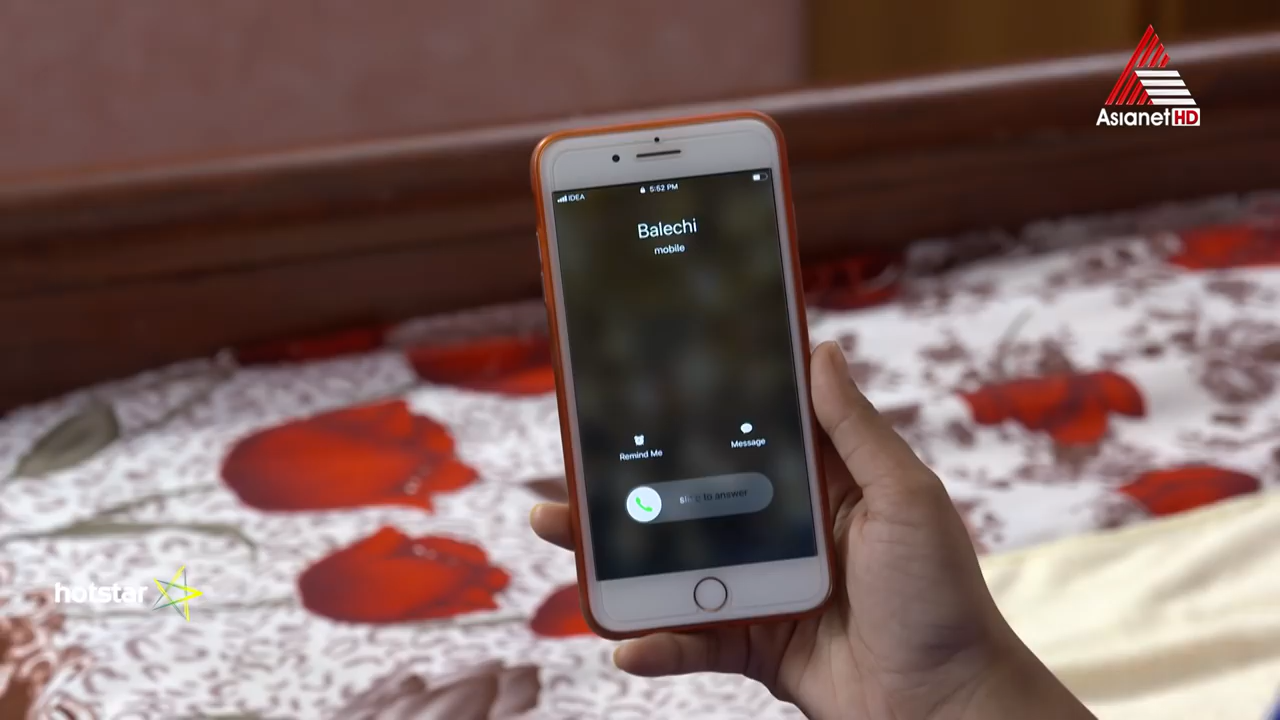 Asianet HD
IDEA 5:52 PM
Balechi
mobile
Remind Me
Message
slide to answer
hotstar